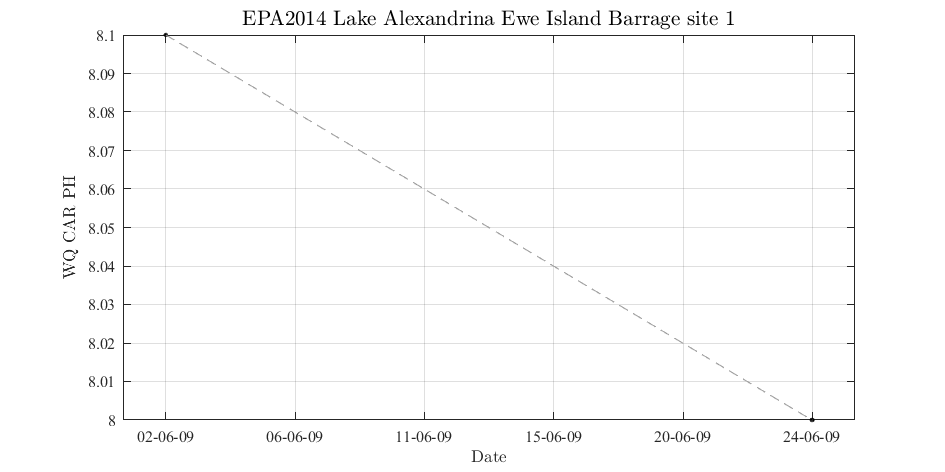 EPA2014 Lake Alexandrina Ewe Island Barrage site 1
8.1
8.09
8.08
8.07
8.06
8.05
8.04
8.03
8.02
8.01
8
WQ CAR PH
02-06-09 06-06-09 11-06-09 15-06-09 20-06-09 24-06-09
Date